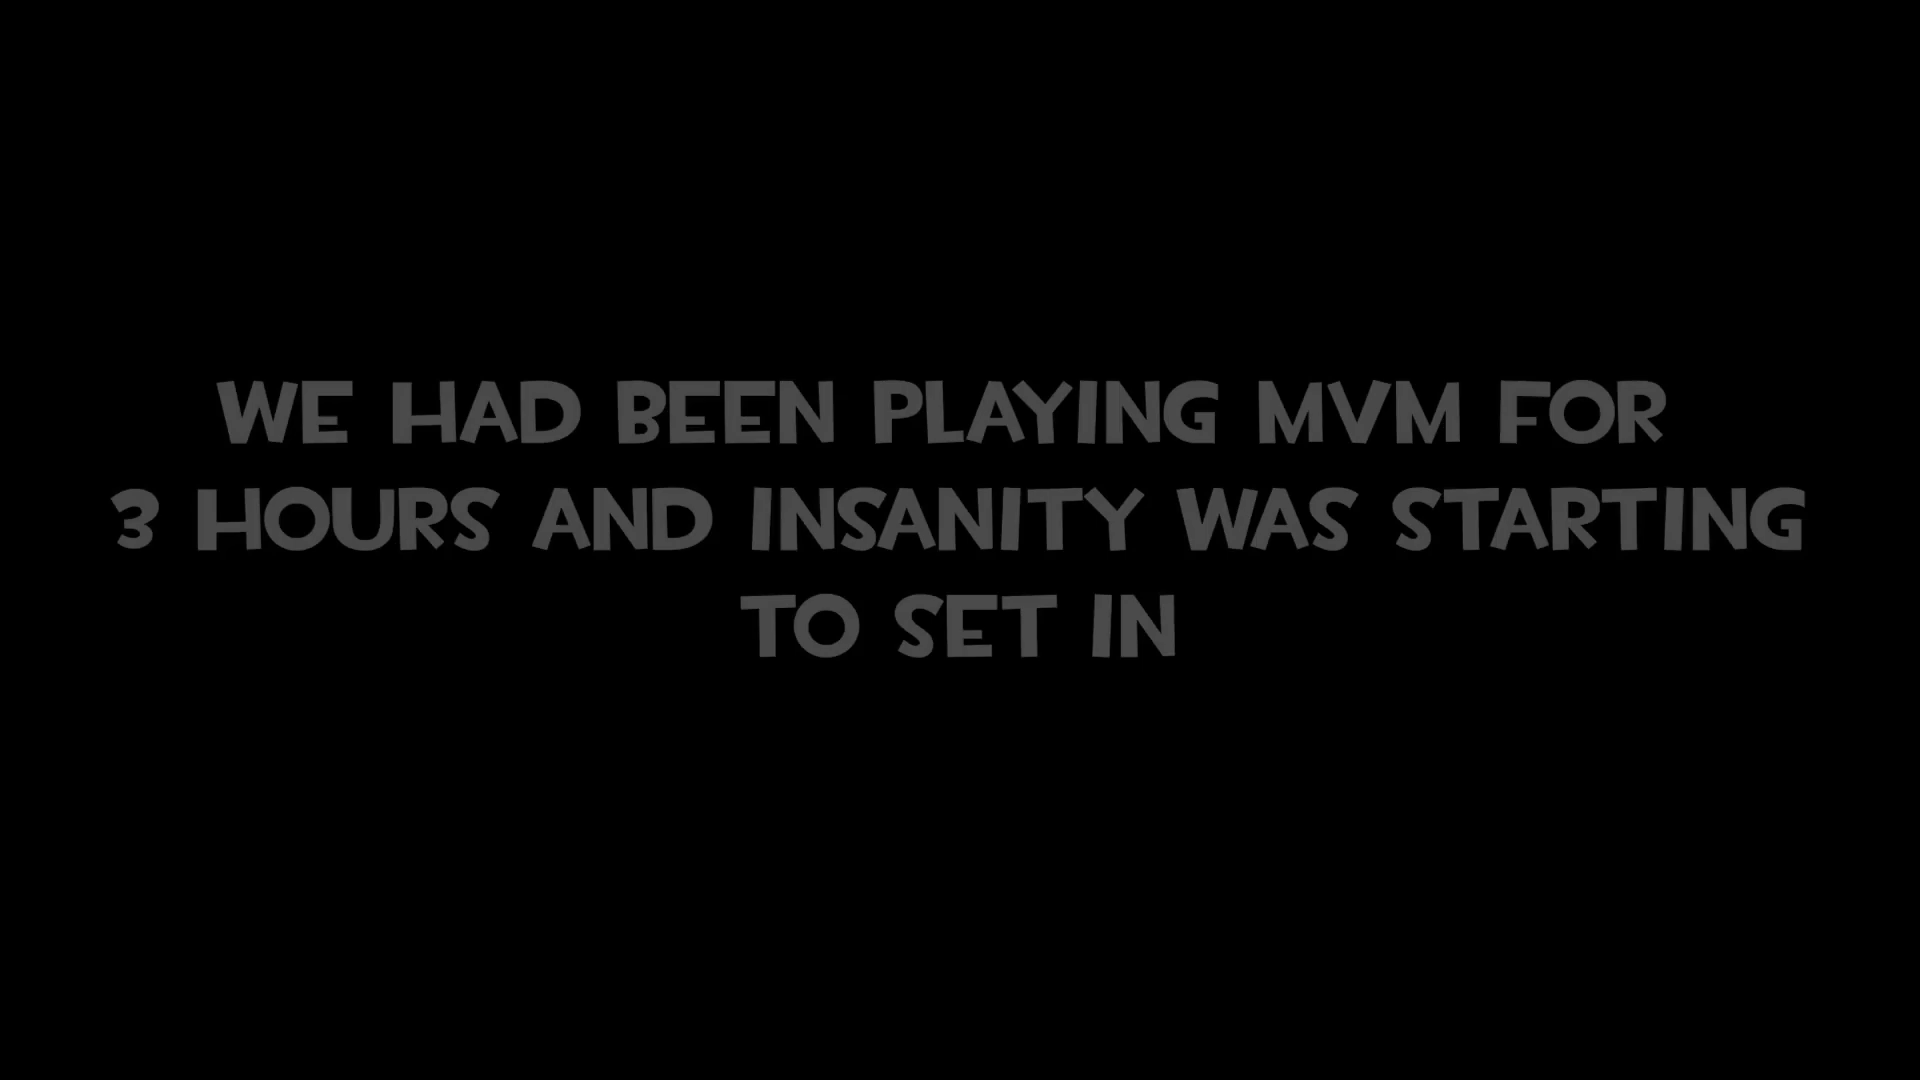 WE HAD BEEN PLAYING MVM FOR
3 HOURS AND INSANITY WAS STARTING
TO SET IN